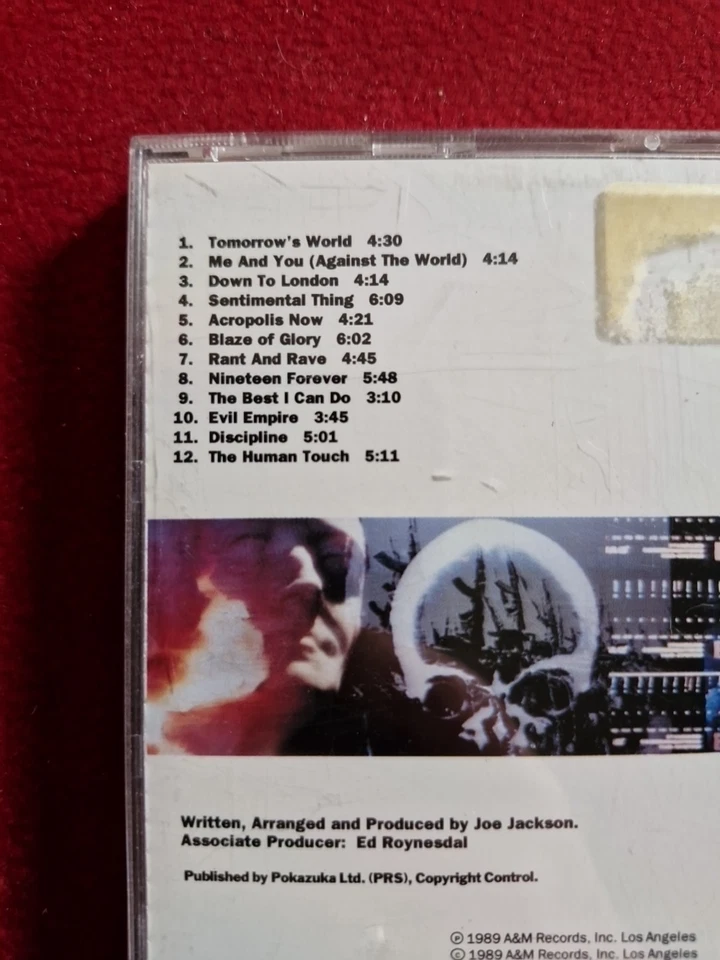 1. Tomorrow's World 4:30
2. Me And You (Against The World) 4:14
3. Down To London 4:14
4. Sentimental Thing 6:09
5. Acropolis Now 4:21
6. Blaze of Glory 6:02
7. Rant And Rave 4:45
8. Nineteen Forever 5:48
9. The Best I Can Do 3:10
10. Evil Empire 3:45
11. Discipline 5:01
12. The Human Touch 5:11
Written, Arranged and Produced by Joe Jackson.
Associate Producer: Ed Roynesdal
Published by Pokazuka Ltd. (PRS), Copyright Control.
℗ 1989 A&M Records, Inc. Los Angeles
© 1989 A&M Records, Inc. Los Angeles